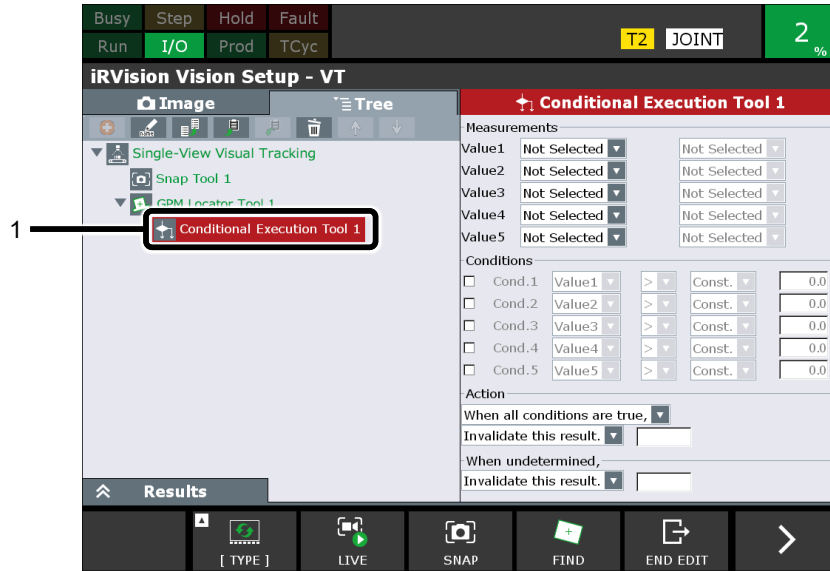 Busy Step Hold Fault
Run I/O Prod TCyc
T2 JOINT 2 %
iRVision Vision Setup - VT
Image Tree
Conditional Execution Tool 1
Single-View Visual Tracking
Snap Tool 1
GPM Locator Tool 1
1
Conditional Execution Tool 1
Measurements
Value1 Not Selected Not Selected
Value2 Not Selected Not Selected
Value3 Not Selected Not Selected
Value4 Not Selected Not Selected
Value5 Not Selected Not Selected
Conditions
Cond.1 Value1 > Const. 0.0
Cond.2 Value2 > Const. 0.0
Cond.3 Value3 > Const. 0.0
Cond.4 Value4 > Const. 0.0
Cond.5 Value5 > Const. 0.0
Action
When all conditions are true,
Invalidate this result.
When undetermined,
Invalidate this result.
Results
[ TYPE ] LIVE SNAP FIND END EDIT